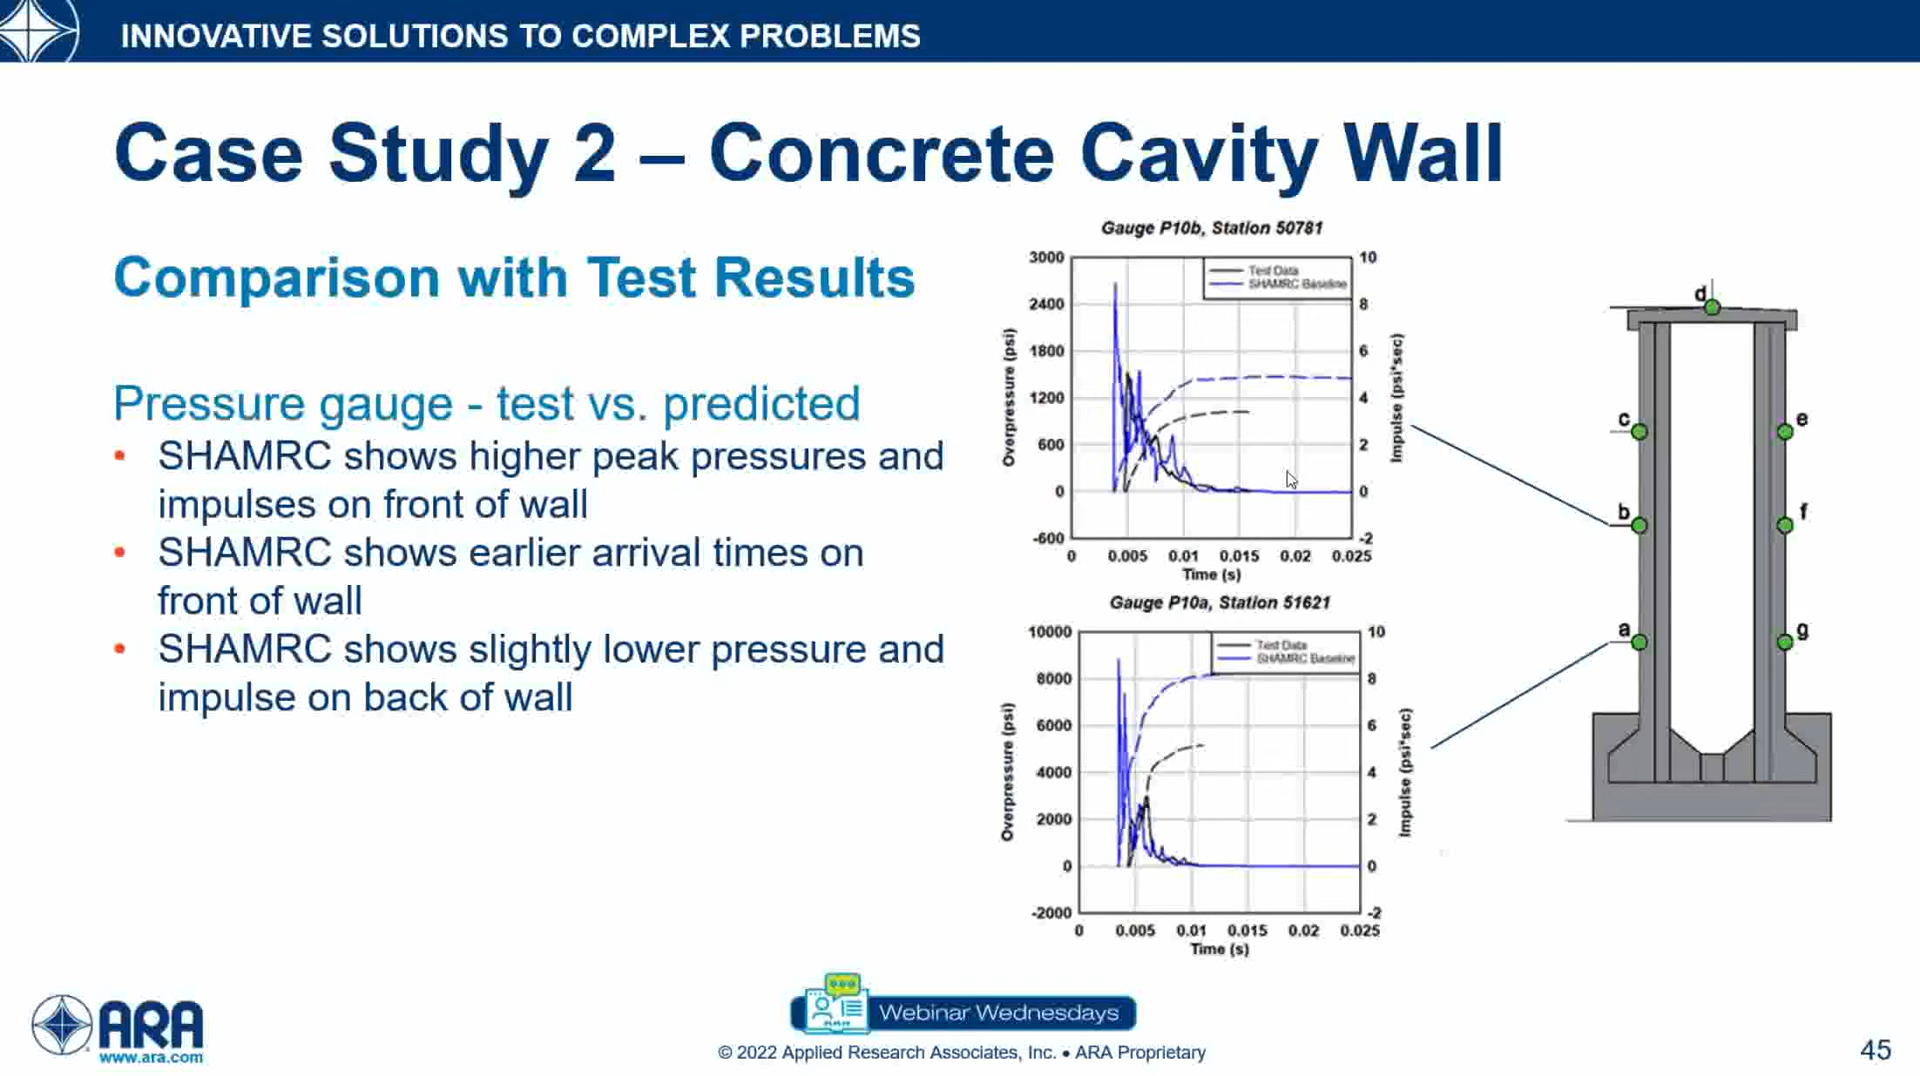 INNOVATIVE SOLUTIONS TO COMPLEX PROBLEMS
Case Study 2 – Concrete Cavity Wall
Comparison with Test Results
Pressure gauge - test vs. predicted
• SHAMRC shows higher peak pressures and
impulses on front of wall
• SHAMRC shows earlier arrival times on
front of wall
• SHAMRC shows slightly lower pressure and
impulse on back of wall
Gauge P10b, Station 50781
Test Data
SHAMRC Baseline
Overpressure (psi)
3000
2400
1800
1200
600
0
-600
10
8
6
4
2
0
-2
Impulse (psi*sec)
0 0.005 0.01 0.015 0.02 0.025
Time (s)
Gauge P10a, Station 51621
Test Data
SHAMRC Baseline
Overpressure (psi)
10000
8000
6000
4000
2000
0
-2000
10
8
6
4
2
0
-2
Impulse (psi*sec)
0 0.005 0.01 0.015 0.02 0.025
Time (s)
d
c
e
b
f
a
g
ARA
www.ara.com
Webinar Wednesdays
© 2022 Applied Research Associates, Inc. • ARA Proprietary
45